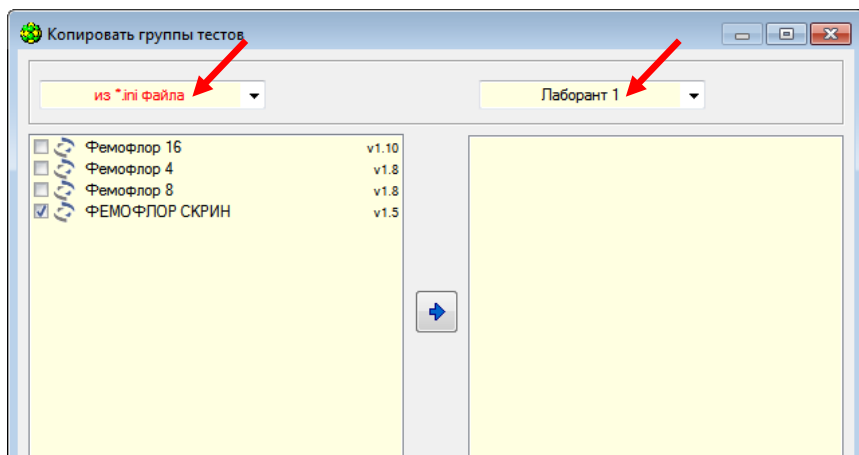 Копировать группы тестов
из *.ini файла
Лаборант 1
Фемофлор 16 v1.10
Фемофлор 4 v1.8
Фемофлор 8 v1.8
ФЕМОФЛОР СКРИН v1.5